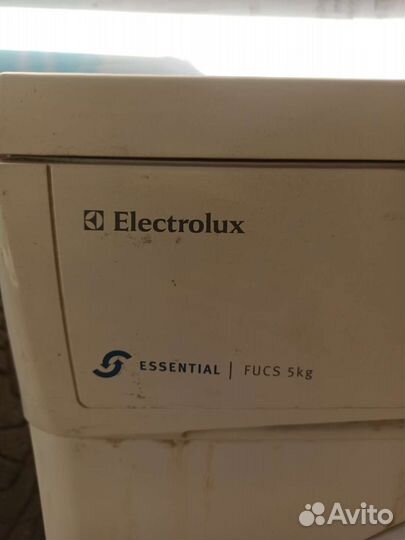 Electrolux
ESSENTIAL | FUCS 5kg
Avito